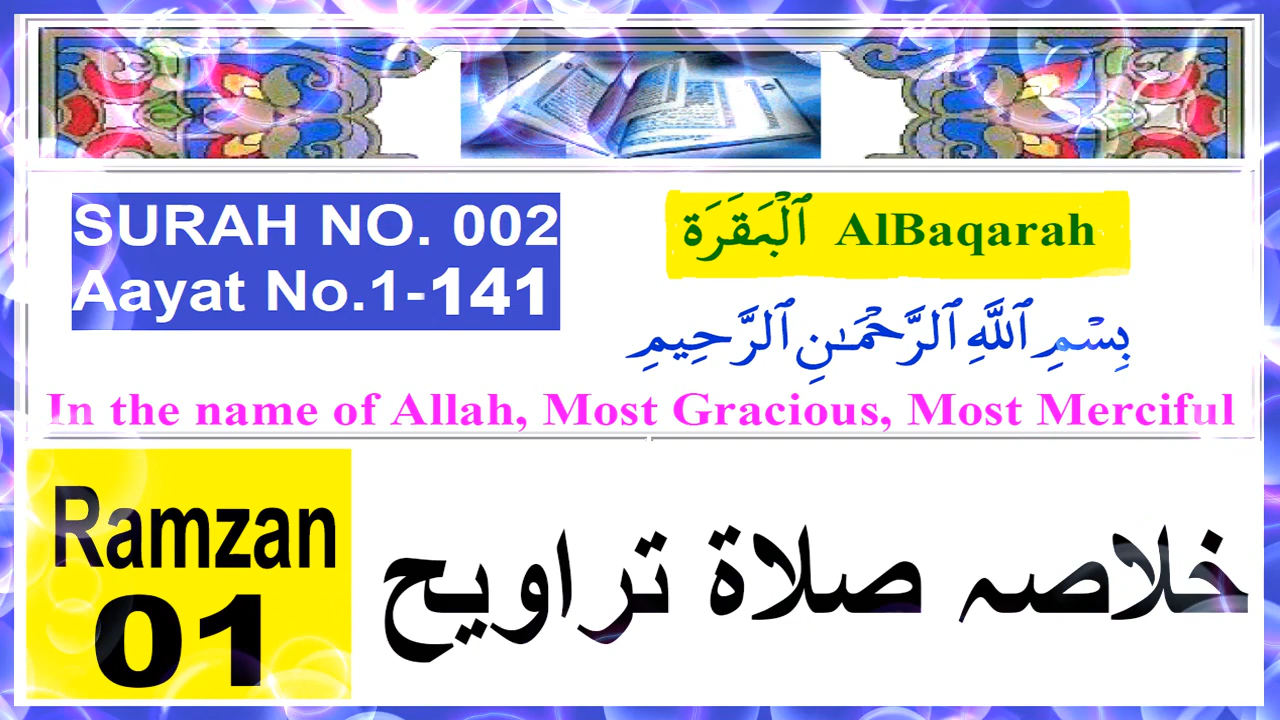 SURAH NO. 002
Aayat No.1-141
ٱلْبَقَرَة AlBaqarah
بِسْمِ ٱللَّهِ ٱلرَّحْمَـٰنِ ٱلرَّحِيمِ
In the name of Allah, Most Gracious, Most Merciful
Ramzan
01
خلاصہ صلاة تراویح